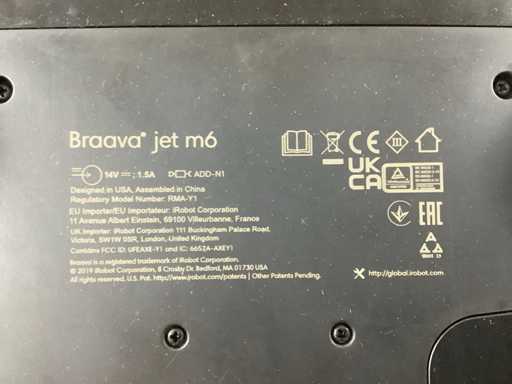 Braava® jet m6
14V ⎓ ; 1.5A ADD-N1
Designed in USA, Assembled in China
Regulatory Model Number: RMA-Y1
EU Importer/EU Importateur: iRobot Corporation
11 Avenue Albert Einstein, 69100 Villeurbanne, France
UK Importer: iRobot Corporation 111 Buckingham Palace Road,
Victoria, SW1W 0SR, London, United Kingdom
Contains FCC ID: UFEAXE-Y1 and IC: 6652A-AXEY1
Braava is a registered trademark of iRobot Corporation.
© 2019 iRobot Corporation, 8 Crosby Dr. Bedford, MA 01730 USA
All rights reserved, U.S. Pat. http://www.irobot.com/patents | Other Patents Pending.
CE
III
UK
CA
EAC
http://global.irobot.com